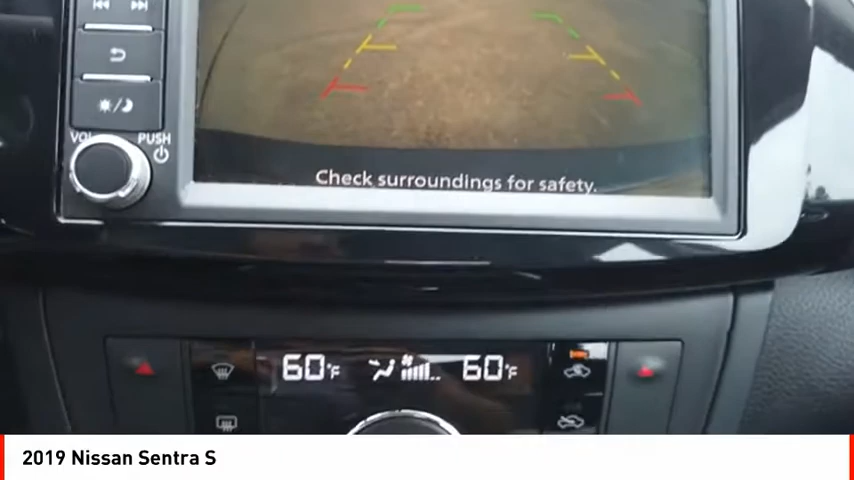 VOL PUSH
Check surroundings for safety.
60°F 60°F
2019 Nissan Sentra S